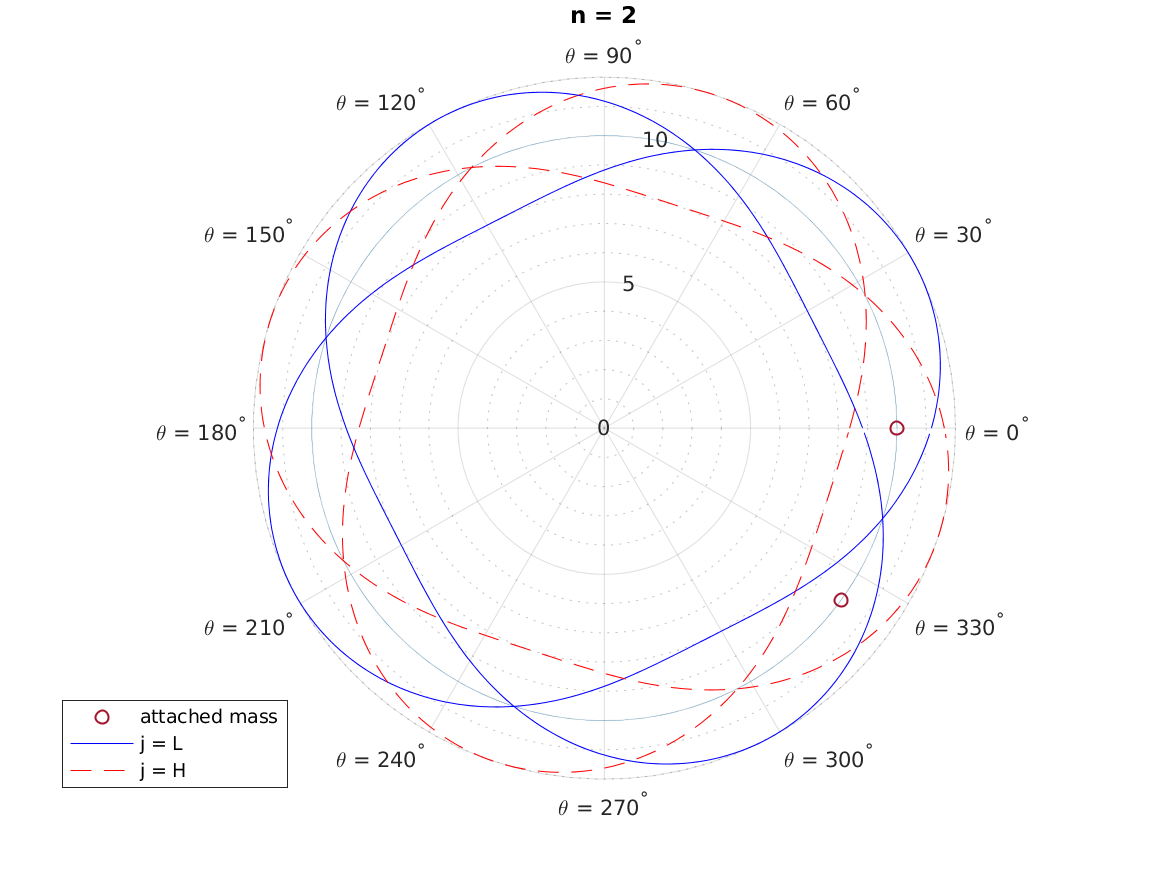 n = 2
θ = 90°
θ = 120°
θ = 60°
10
θ = 150°
θ = 30°
5
θ = 180°
0
θ = 0°
θ = 210°
θ = 330°
attached mass
j = L
j = H
θ = 240°
θ = 300°
θ = 270°